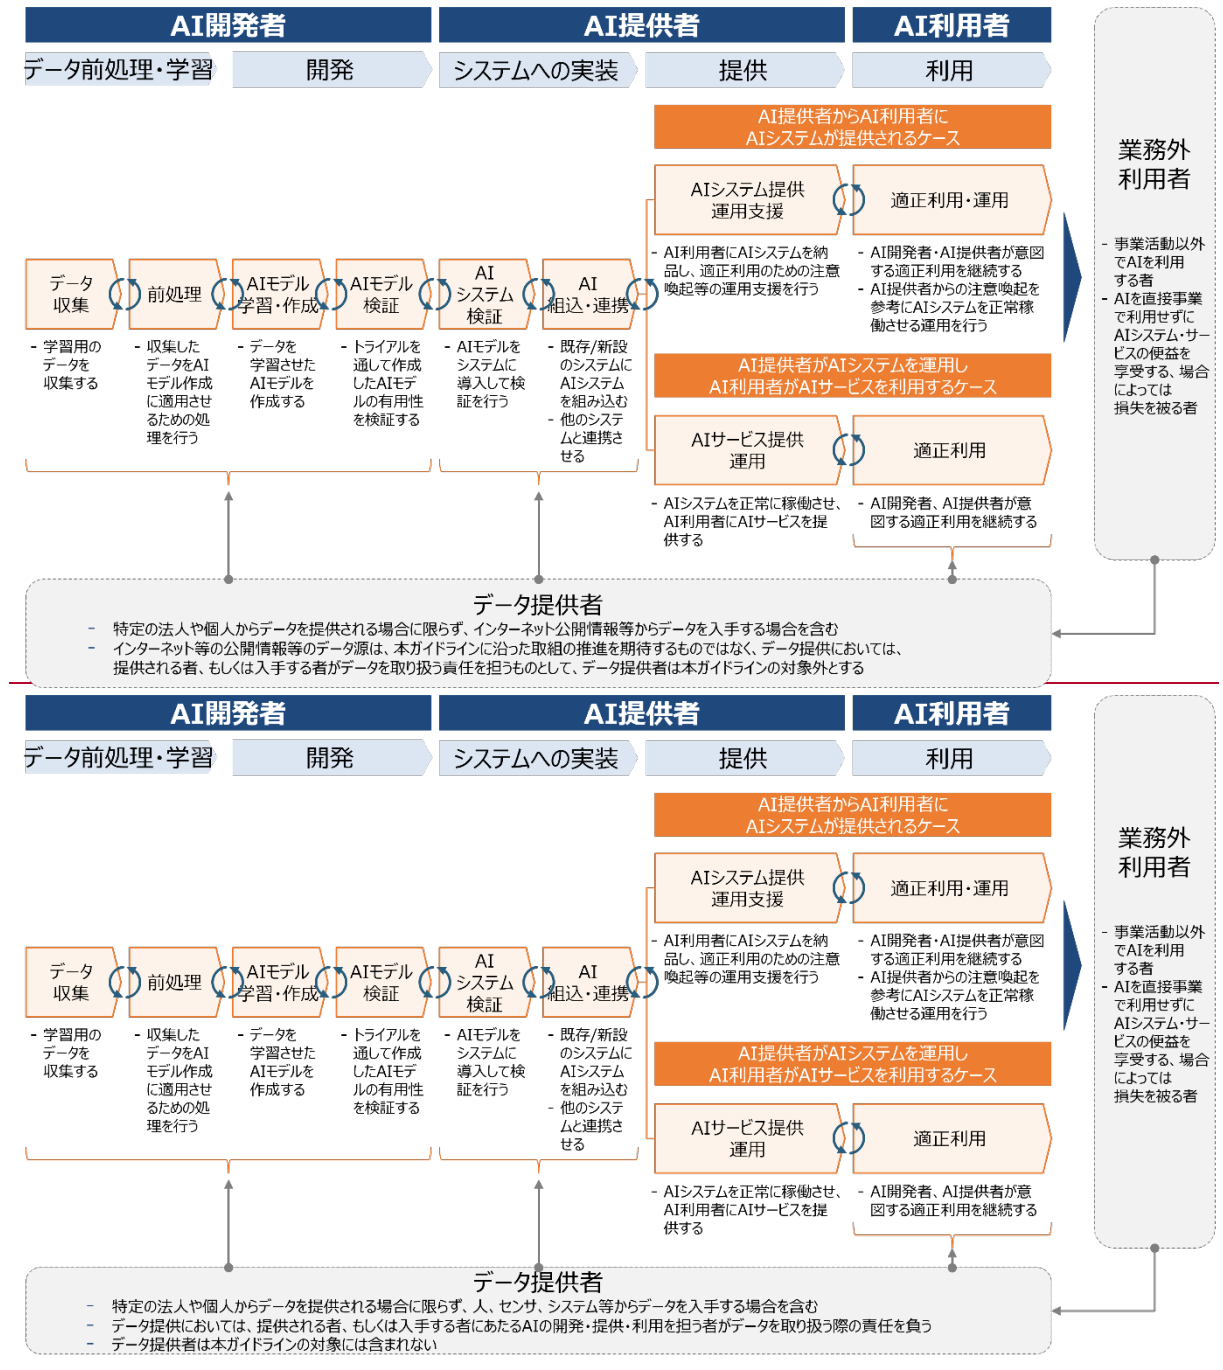 AI開発者
AI提供者
AI利用者
データ前処理・学習
開発
システムへの実装
提供
利用
AI提供者からAI利用者に
AIシステムが提供されるケース
AIシステム提供
運用支援
適正利用・運用
- AI利用者にAIシステムを納
品し、適正利用のための注意
喚起等の運用支援を行う
- AI開発者・AI提供者が意図
する適正利用を継続する
- AI提供者からの注意喚起を
参考にAIシステムを正常稼
働させる運用を行う
データ
収集
前処理
AIモデル
学習・作成
AIモデル
検証
AI
システム
検証
AI
組込・連携
- 学習用の
データを
収集する
- 収集した
データをAI
モデル作成
に適用させ
るための処
理を行う
- データを
学習させた
AIモデルを
作成する
- トライアルを
通して作成
したAIモデ
ルの有用性
を検証する
- AIモデルを
システムに
導入して検
証を行う
- 既存/新設
のシステムに
AIシステム
を組み込む
- 他のシステ
ムと連携さ
せる
AI提供者がAIシステムを運用し
AI利用者がAIサービスを利用するケース
AIサービス提供
運用
適正利用
- AIシステムを正常に稼働させ、
AI利用者にAIサービスを提
供する
- AI開発者、AI提供者が意
図する適正利用を継続する
業務外
利用者
- 事業活動以外
でAIを利用
する者
- AIを直接事業
で利用せずに
AIシステム・サー
ビスの便益を
享受する、場合
によっては
損失を被る者
データ提供者
- 特定の法人や個人からデータを提供される場合に限らず、インターネット公開情報等からデータを入手する場合を含む
- インターネット等の公開情報等のデータ源は、本ガイドラインに沿った取組の推進を期待するものではなく、データ提供においては、
提供される者、もしくは入手する者がデータを取り扱う責任を担うものとして、データ提供者は本ガイドラインの対象外とする
AI開発者
AI提供者
AI利用者
データ前処理・学習
開発
システムへの実装
提供
利用
AI提供者からAI利用者に
AIシステムが提供されるケース
AIシステム提供
運用支援
適正利用・運用
- AI利用者にAIシステムを納
品し、適正利用のための注意
喚起等の運用支援を行う
- AI開発者・AI提供者が意図
する適正利用を継続する
- AI提供者からの注意喚起を
参考にAIシステムを正常稼
働させる運用を行う
データ
収集
前処理
AIモデル
学習・作成
AIモデル
検証
AI
システム
検証
AI
組込・連携
- 学習用の
データを
収集する
- 収集した
データをAI
モデル作成
に適用させ
るための処
理を行う
- データを
学習させた
AIモデルを
作成する
- トライアルを
通して作成
したAIモデ
ルの有用性
を検証する
- AIモデルを
システムに
導入して検
証を行う
- 既存/新設
のシステムに
AIシステム
を組み込む
- 他のシステ
ムと連携さ
せる
AI提供者がAIシステムを運用し
AI利用者がAIサービスを利用するケース
AIサービス提供
運用
適正利用
- AIシステムを正常に稼働させ、
AI利用者にAIサービスを提
供する
- AI開発者、AI提供者が意
図する適正利用を継続する
業務外
利用者
- 事業活動以外
でAIを利用
する者
- AIを直接事業
で利用せずに
AIシステム・サー
ビスの便益を
享受する、場合
によっては
損失を被る者
データ提供者
- 特定の法人や個人からデータを提供される場合に限らず、人、センサ、システム等からデータを入手する場合を含む
- データ提供においては、提供される者、もしくは入手する者にあたるAIの開発・提供・利用を担う者がデータを取り扱う際の責任を負う
- データ提供者は本ガイドラインの対象には含まれない